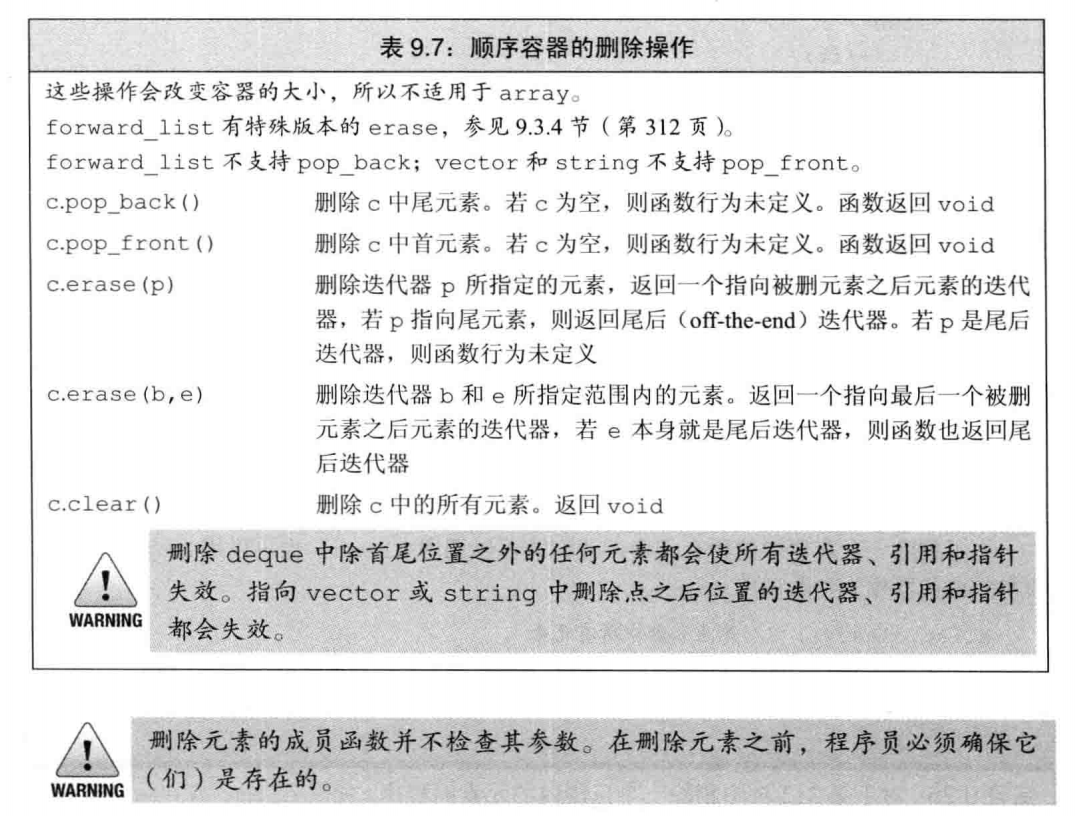 表 9.7：顺序容器的删除操作
这些操作会改变容器的大小，所以不适用于 array。
forward_list 有特殊版本的 erase，参见 9.3.4 节（第 312 页）。
forward_list 不支持 pop_back；vector 和 string 不支持 pop_front。
c.pop_back() 删除 c 中尾元素。若 c 为空，则函数行为未定义。函数返回 void
c.pop_front() 删除 c 中首元素。若 c 为空，则函数行为未定义。函数返回 void
c.erase(p) 删除迭代器 p 所指定的元素，返回一个指向被删元素之后元素的迭代
器，若 p 指向尾元素，则返回尾后（off-the-end）迭代器。若 p 是尾后
迭代器，则函数行为未定义
c.erase(b,e) 删除迭代器 b 和 e 所指定范围内的元素。返回一个指向最后一个被删
元素之后元素的迭代器，若 e 本身就是尾后迭代器，则函数也返回尾
后迭代器
c.clear() 删除 c 中的所有元素。返回 void
删除 deque 中除首尾位置之外的任何元素都会使所有迭代器、引用和指针
失效。指向 vector 或 string 中删除点之后位置的迭代器、引用和指针
都会失效。
WARNING
删除元素的成员函数并不检查其参数。在删除元素之前，程序员必须确保它
（们）是存在的。
WARNING